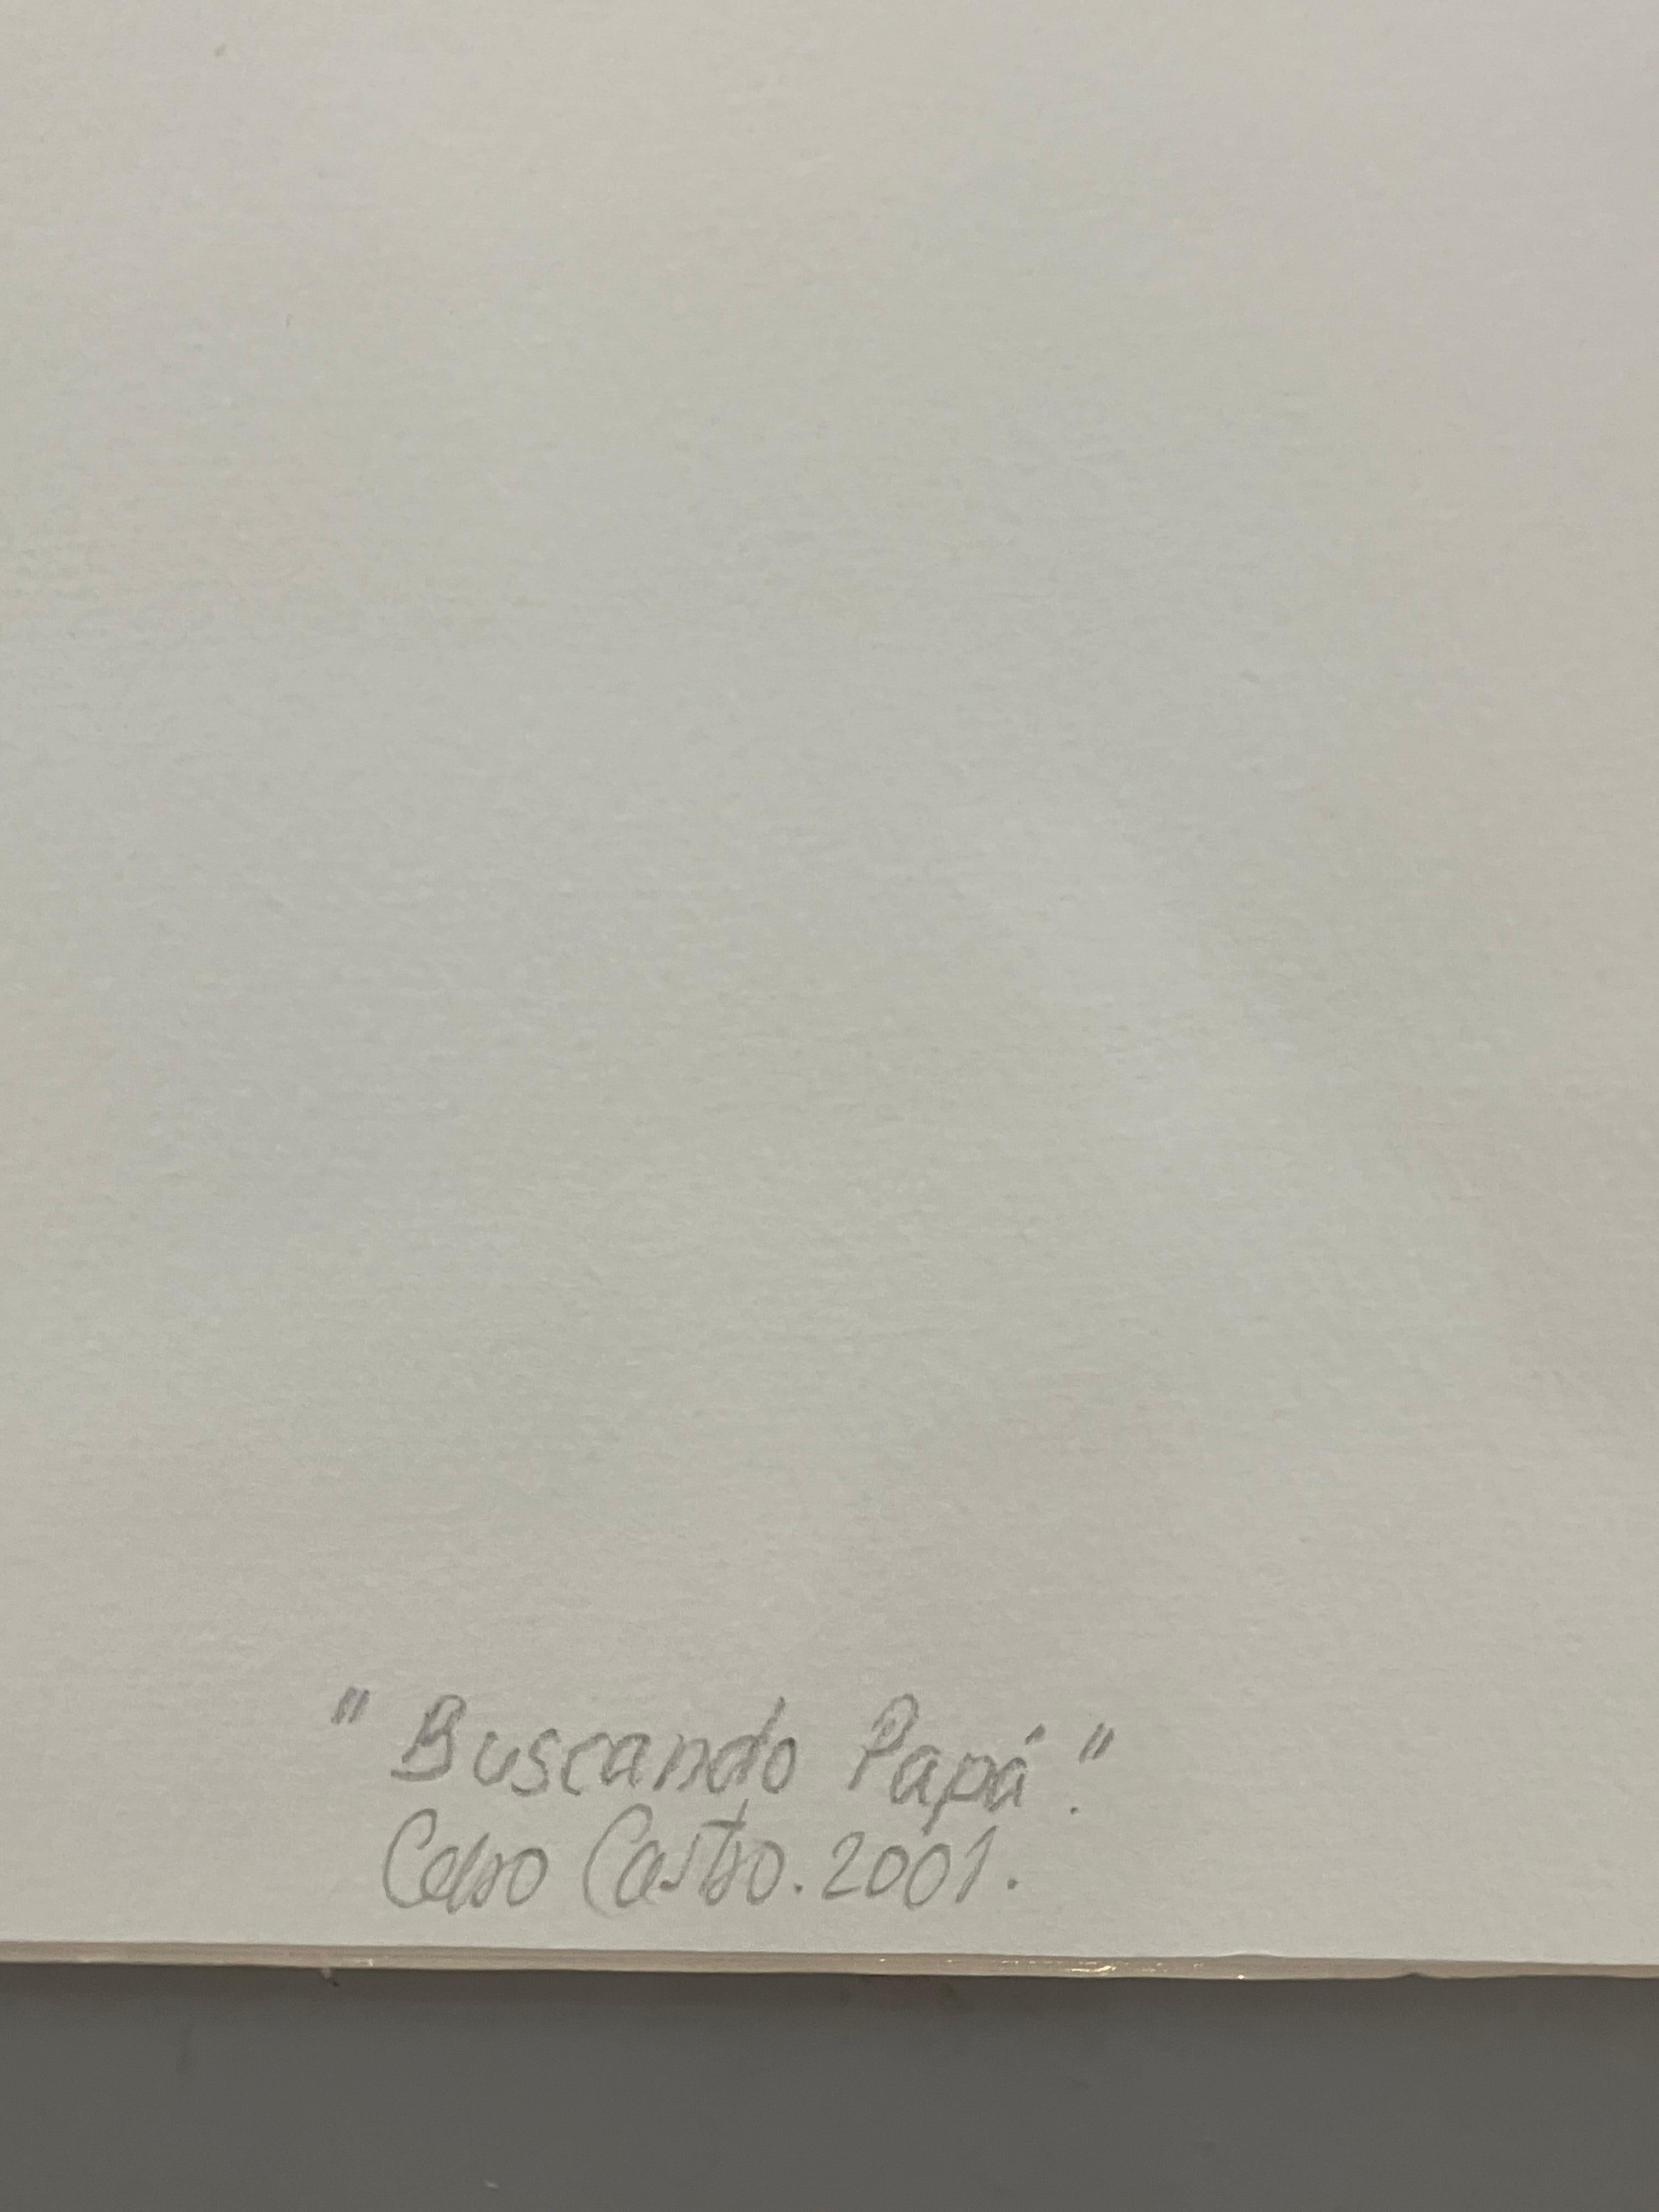 "Buscando Papá."
Celso Castro. 2001.